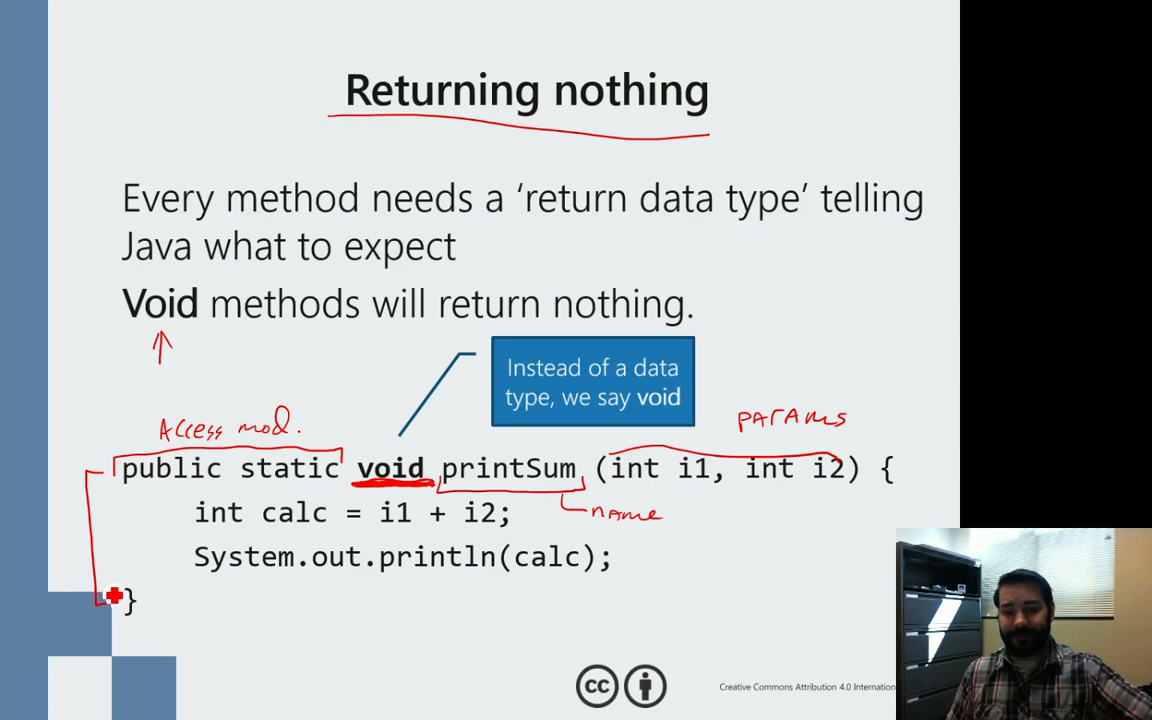 Returning nothing
Every method needs a ‘return data type’ telling
Java what to expect
Void methods will return nothing.
Instead of a data
type, we say void
Access mod.
params
public static void printSum (int i1, int i2) {
name
int calc = i1 + i2;
System.out.println(calc);
}
cc
Creative Commons Attribution 4.0 Internation